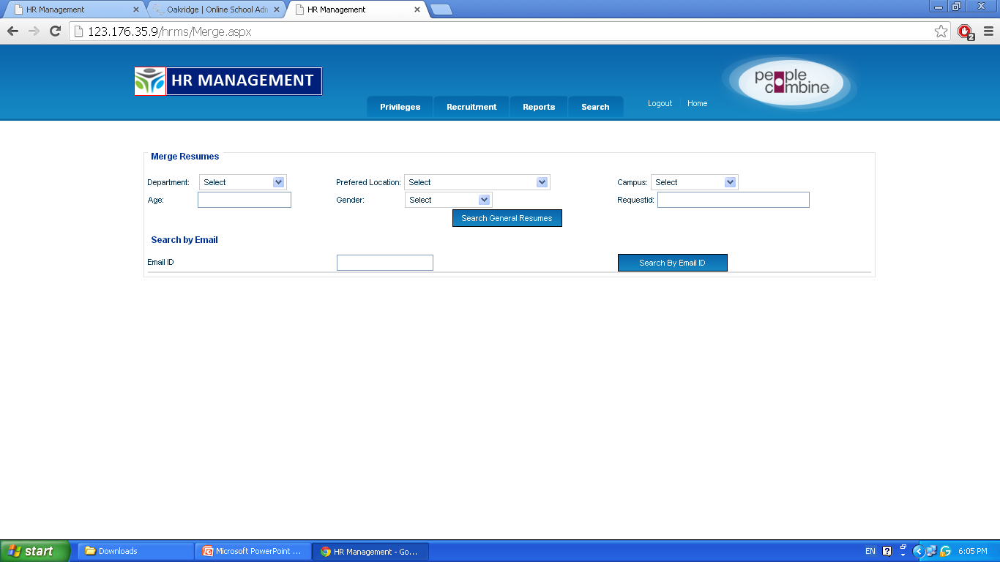 HR Management
Oakridge | Online School Adn
HR Management
123.176.35.9/hrms/Merge.aspx
2
HR MANAGEMENT
people combine
Privileges Recruitment Reports Search Logout Home
Merge Resumes
Department: Select Prefered Location: Select Campus: Select
Age: Gender: Select Requestid:
Search General Resumes
Search by Email
Email ID Search By Email ID
start Downloads Microsoft PowerPoint ... HR Management - Go... EN 6:05 PM